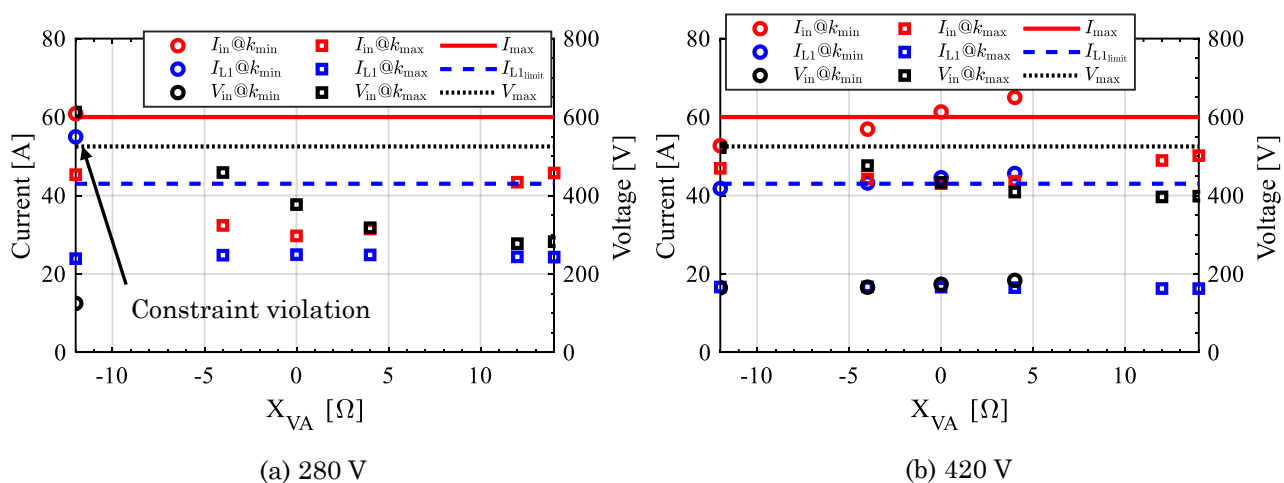 80
60
40
20
0
Current [A]
I_in@k_min I_in@k_max I_max
I_L1@k_min I_L1@k_max I_L1limit
V_in@k_min V_in@k_max V_max
800
600
400
200
0
Voltage [V]
Constraint violation
-10 -5 0 5 10
X_VA [Ω]
(a) 280 V
80
60
40
20
0
Current [A]
I_in@k_min I_in@k_max I_max
I_L1@k_min I_L1@k_max I_L1limit
V_in@k_min V_in@k_max V_max
800
600
400
200
0
Voltage [V]
-10 -5 0 5 10
X_VA [Ω]
(b) 420 V